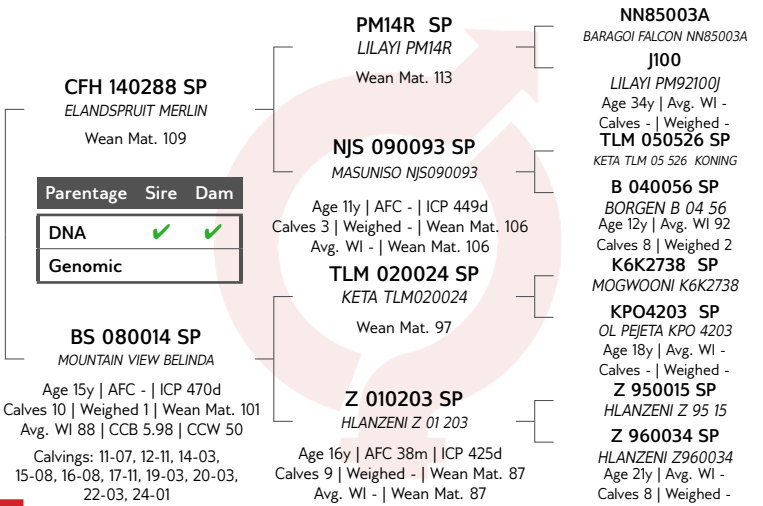 CFH 140288 SP
ELANDSPRUIT MERLIN
Wean Mat. 109
Parentage Sire Dam
DNA ✔ ✔
Genomic
BS 080014 SP
MOUNTAIN VIEW BELINDA
Age 15y | AFC - | ICP 470d
Calves 10 | Weighed 1 | Wean Mat. 101
Avg. WI 88 | CCB 5.98 | CCW 50
Calvings: 11-07, 12-11, 14-03,
15-08, 16-08, 17-11, 19-03, 20-03,
22-03, 24-01
PM14R SP
LILAYI PM14R
Wean Mat. 113
NJS 090093 SP
MASUNISO NJS090093
Age 11y | AFC - | ICP 449d
Calves 3 | Weighed - | Wean Mat. 106
Avg. WI - | Wean Mat. 106
TLM 020024 SP
KETA TLM020024
Wean Mat. 97
Z 010203 SP
HLANZENI Z 01 203
Age 16y | AFC 38m | ICP 425d
Calves 9 | Weighed - | Wean Mat. 87
Avg. WI - | Wean Mat. 87
NN85003A
BARAGOI FALCON NN85003A
J100
LILAYI PM92100J
Age 34y | Avg. WI -
Calves - | Weighed -
TLM 050526 SP
KETA TLM 05 526 KONING
B 040056 SP
BORGEN B 04 56
Age 12y | Avg. WI 92
Calves 8 | Weighed 2
K6K2738 SP
MOGWOONI K6K2738
KPO4203 SP
OL PEJETA KPO 4203
Age 18y | Avg. WI -
Calves - | Weighed -
Z 950015 SP
HLANZENI Z 95 15
Z 960034 SP
HLANZENI Z960034
Age 21y | Avg. WI -
Calves 8 | Weighed -